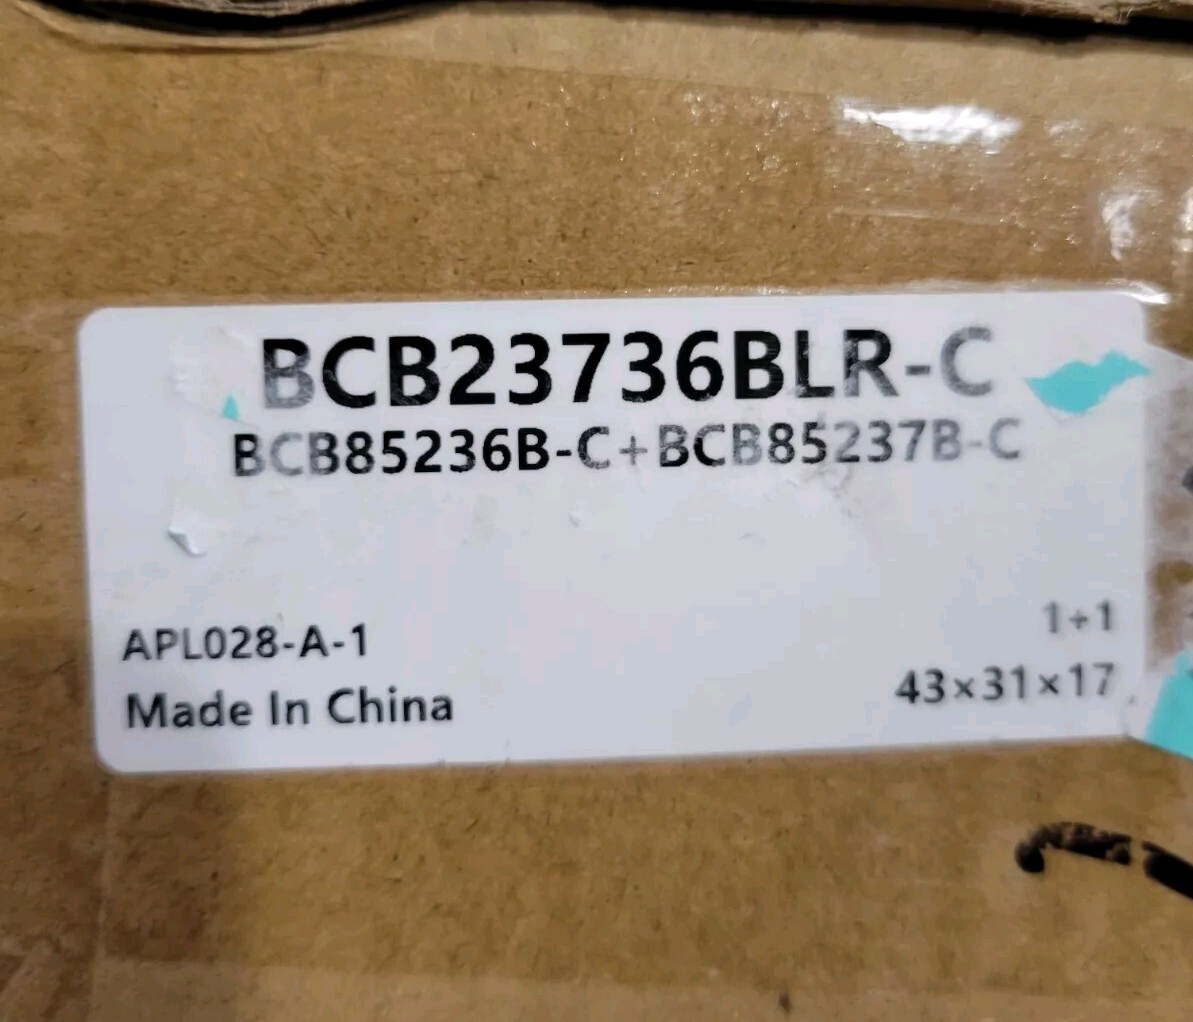 BCB23736BLR-C
BCB85236B-C+BCB85237B-C
1+1
APL028-A-1
43×31×17
Made In China